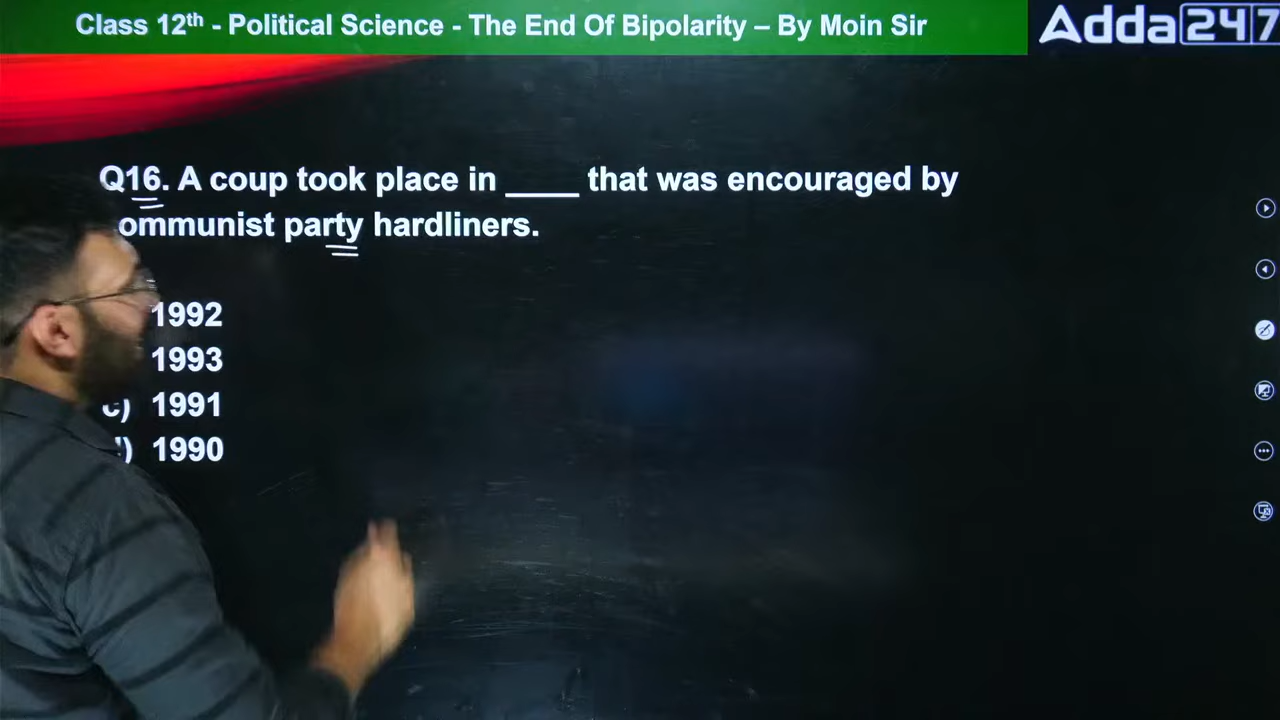 Class 12th - Political Science - The End Of Bipolarity – By Moin Sir
Adda247
Q16. A coup took place in ____ that was encouraged by
ommunist party hardliners.
1992
1993
c) 1991
) 1990